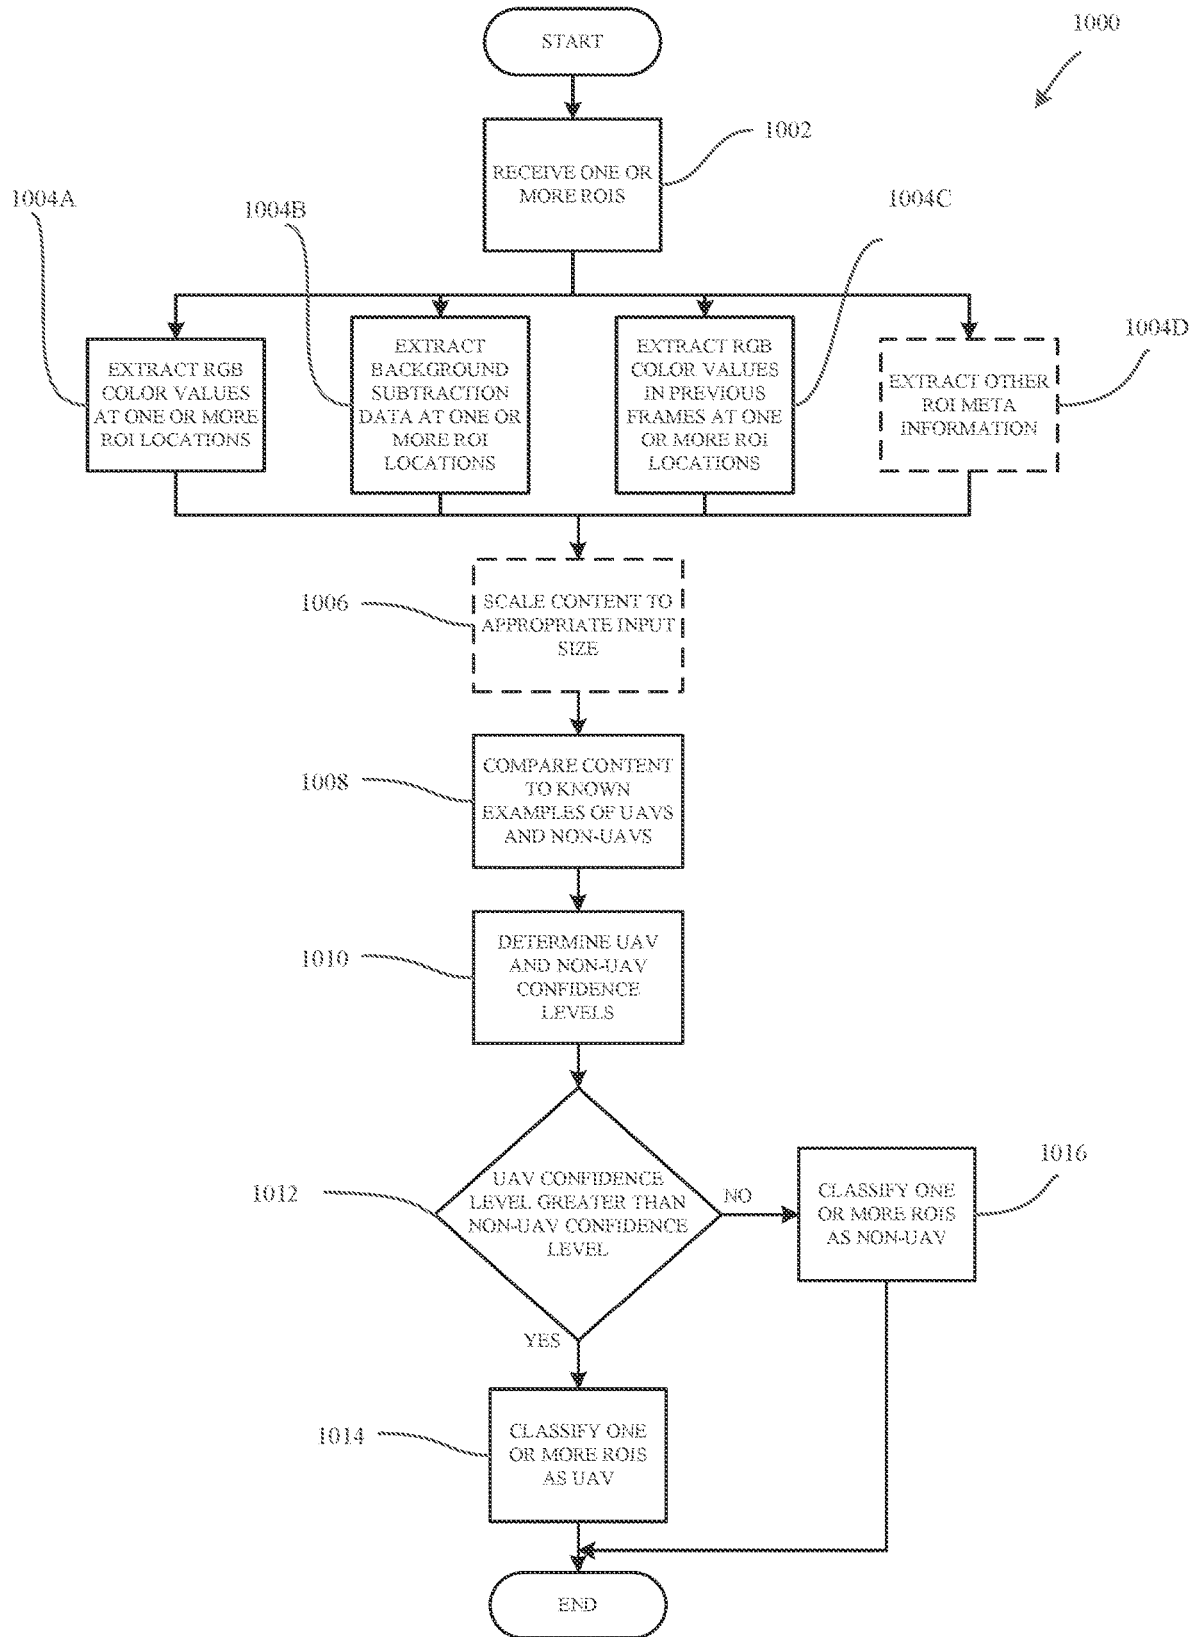 START
1000
1002
RECEIVE ONE OR
MORE ROIS
1004A
1004B
1004C
1004D
EXTRACT RGB
COLOR VALUES
AT ONE OR MORE
ROI LOCATIONS
EXTRACT
BACKGROUND
SUBTRACTION
DATA AT ONE OR
MORE ROI
LOCATIONS
EXTRACT RGB
COLOR VALUES
IN PREVIOUS
FRAMES AT ONE
OR MORE ROI
LOCATIONS
EXTRACT OTHER
ROI META
INFORMATION
1006
SCALE CONTENT TO
APPROPRIATE INPUT
SIZE
1008
COMPARE CONTENT
TO KNOWN
EXAMPLES OF UAVS
AND NON-UAVS
1010
DETERMINE UAV
AND NON-UAV
CONFIDENCE
LEVELS
1012
UAV CONFIDENCE
LEVEL GREATER THAN
NON-UAV CONFIDENCE
LEVEL
NO
1016
CLASSIFY ONE
OR MORE ROIS
AS NON-UAV
YES
1014
CLASSIFY ONE
OR MORE ROIS
AS UAV
END